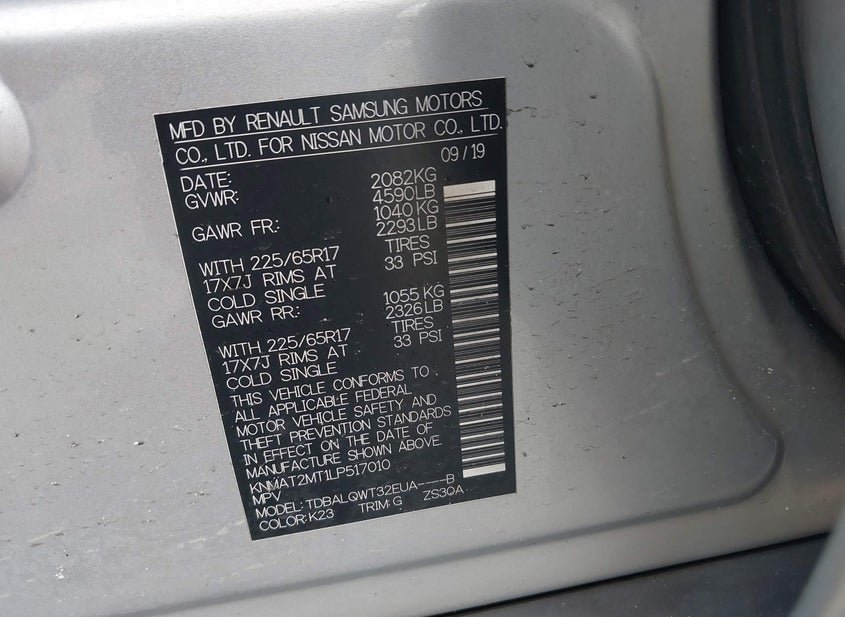 MFD BY RENAULT SAMSUNG MOTORS
CO., LTD. FOR NISSAN MOTOR CO., LTD.
DATE: 09/19
GVWR: 2082KG
4590LB
GAWR FR: 1040 KG
2293LB
WITH 225/65R17 TIRES
17X7J RIMS AT 33 PSI
COLD SINGLE
GAWR RR: 1055 KG
2326LB
WITH 225/65R17 TIRES
17X7J RIMS AT 33 PSI
COLD SINGLE
THIS VEHICLE CONFORMS TO
ALL APPLICABLE FEDERAL
MOTOR VEHICLE SAFETY AND
THEFT PREVENTION STANDARDS
IN EFFECT ON THE DATE OF
MANUFACTURE SHOWN ABOVE.
KNMAT2MT1LP517010
MPV
MODEL: TDBALQWT32EUA----B
COLOR: K23 TRIM: G ZS30A